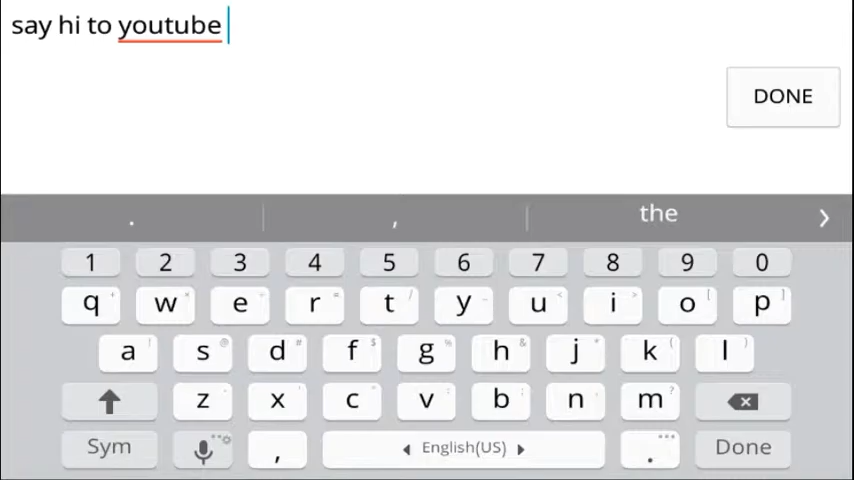 say hi to youtube
DONE
. , the >
1 2 3 4 5 6 7 8 9 0
q w e r t y u i o p
a s d f g h j k l
z x c v b n m
Sym , English(US) . Done